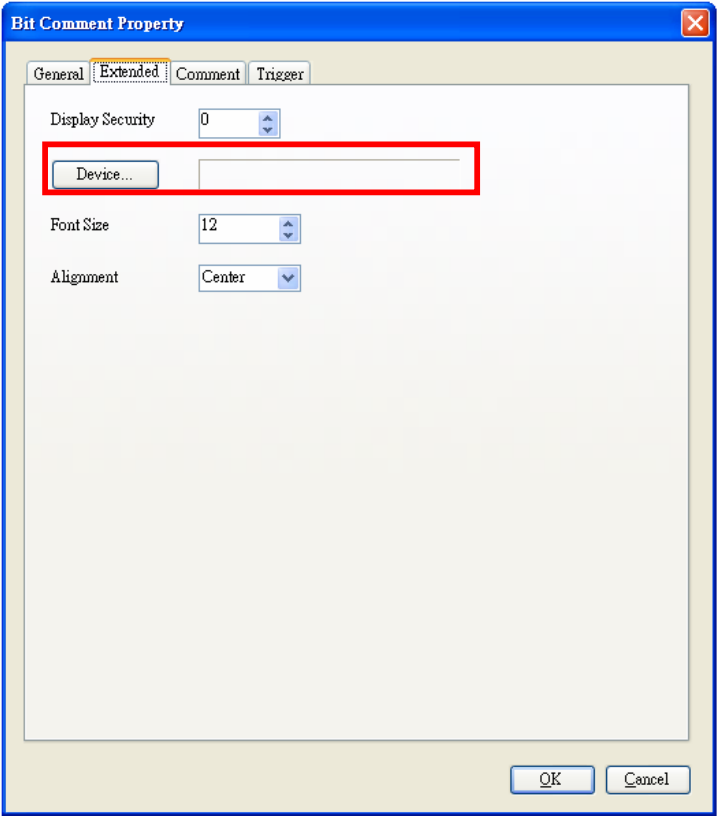 Bit Comment Property
General Extended Comment Trigger
Display Security 0
Device...
Font Size 12
Alignment Center
OK Cancel